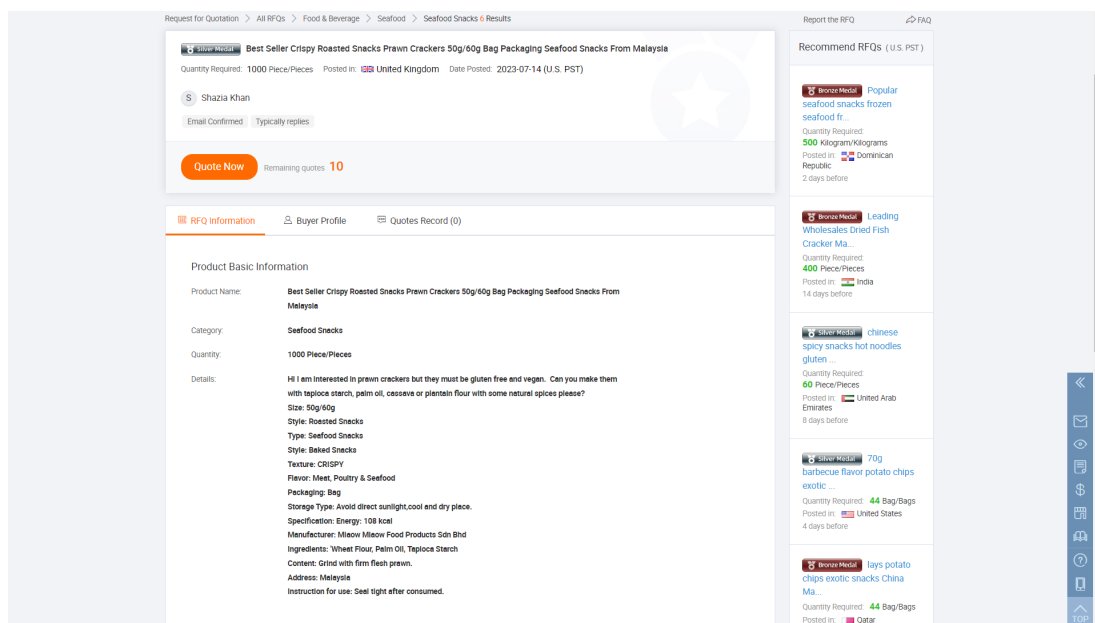 Request for Quotation > All RFQs > Food & Beverage > Seafood > Seafood Snacks 6 Results
Report the RFQ FAQ
Silver Medal Best Seller Crispy Roasted Snacks Prawn Crackers 50g/60g Bag Packaging Seafood Snacks From Malaysia
Quantity Required: 1000 Piece/Pieces Posted in: United Kingdom Date Posted: 2023-07-14 (U.S. PST)
S Shazia Khan
Email Confirmed Typically replies
Quote Now Remaining quotes 10
RFQ Information Buyer Profile Quotes Record (0)
Product Basic Information
Product Name: Best Seller Crispy Roasted Snacks Prawn Crackers 50g/60g Bag Packaging Seafood Snacks From
Malaysia
Category: Seafood Snacks
Quantity: 1000 Piece/Pieces
Details: Hi I am interested in prawn crackers but they must be gluten free and vegan. Can you make them
with tapioca starch, palm oil, cassava or plantain flour with some natural spices please?
Size: 50g/60g
Style: Roasted Snacks
Type: Seafood Snacks
Style: Baked Snacks
Texture: CRISPY
Flavor: Meat, Poultry & Seafood
Packaging: Bag
Storage Type: Avoid direct sunlight,cool and dry place.
Specification: Energy: 108 kcal
Manufacturer: Miaow Miaow Food Products Sdn Bhd
Ingredients: 'Wheat Flour, Palm Oil, Tapioca Starch
Content: Grind with firm flesh prawn.
Address: Malaysia
Instruction for use: Seal tight after consumed.
Recommend RFQs ( U.S. PST )
Bronze Medal Popular
seafood snacks frozen
seafood fr...
Quantity Required:
500 Kilogram/Kilograms
Posted in: Dominican
Republic
2 days before
Bronze Medal Leading
Wholesales Dried Fish
Cracker Ma...
Quantity Required:
400 Piece/Pieces
Posted in: India
14 days before
Silver Medal chinese
spicy snacks hot noodles
gluten ...
Quantity Required:
60 Piece/Pieces
Posted in: United Arab
Emirates
8 days before
Silver Medal 70g
barbecue flavor potato chips
exotic ...
Quantity Required: 44 Bag/Bags
Posted in: United States
4 days before
Bronze Medal lays potato
chips exotic snacks China
Ma...
Quantity Required: 44 Bag/Bags
Posted in: Qatar
TOP